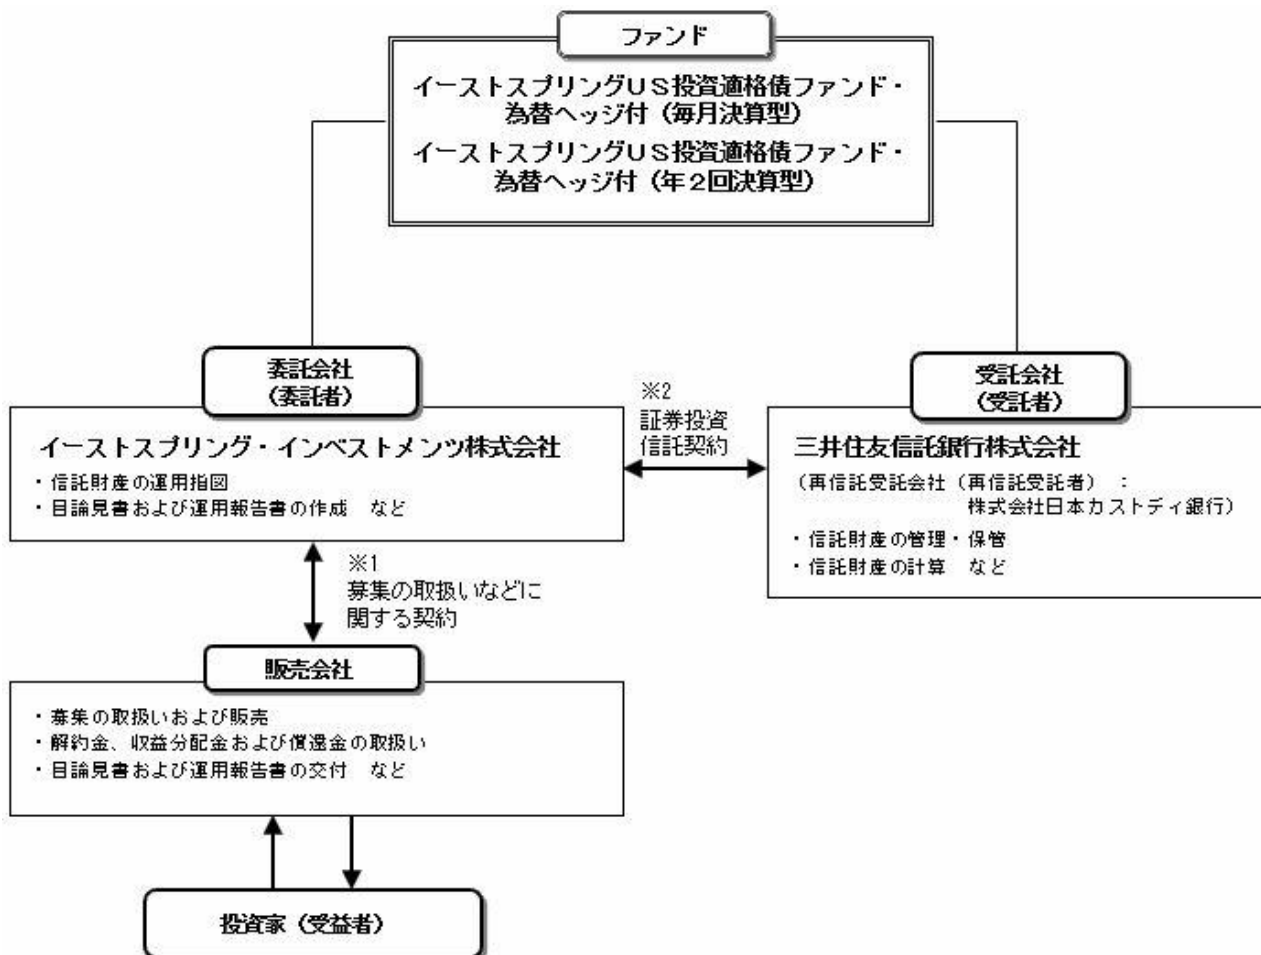 ファンド
イーストスプリングUS投資適格債ファンド・
為替ヘッジ付（毎月決算型）
イーストスプリングUS投資適格債ファンド・
為替ヘッジ付（年２回決算型）
委託会社
（委託者）
イーストスプリング・インベストメンツ株式会社
・信託財産の運用指図
・目論見書および運用報告書の作成　など
※2
証券投資
信託契約
受託会社
（受託者）
三井住友信託銀行株式会社
（再信託受託会社（再信託受託者）：
株式会社日本カストディ銀行）
・信託財産の管理・保管
・信託財産の計算　など
※1
募集の取扱いなどに
関する契約
販売会社
・募集の取扱いおよび販売
・解約金、収益分配金および償還金の取扱い
・目論見書および運用報告書の交付　など
投資家（受益者）